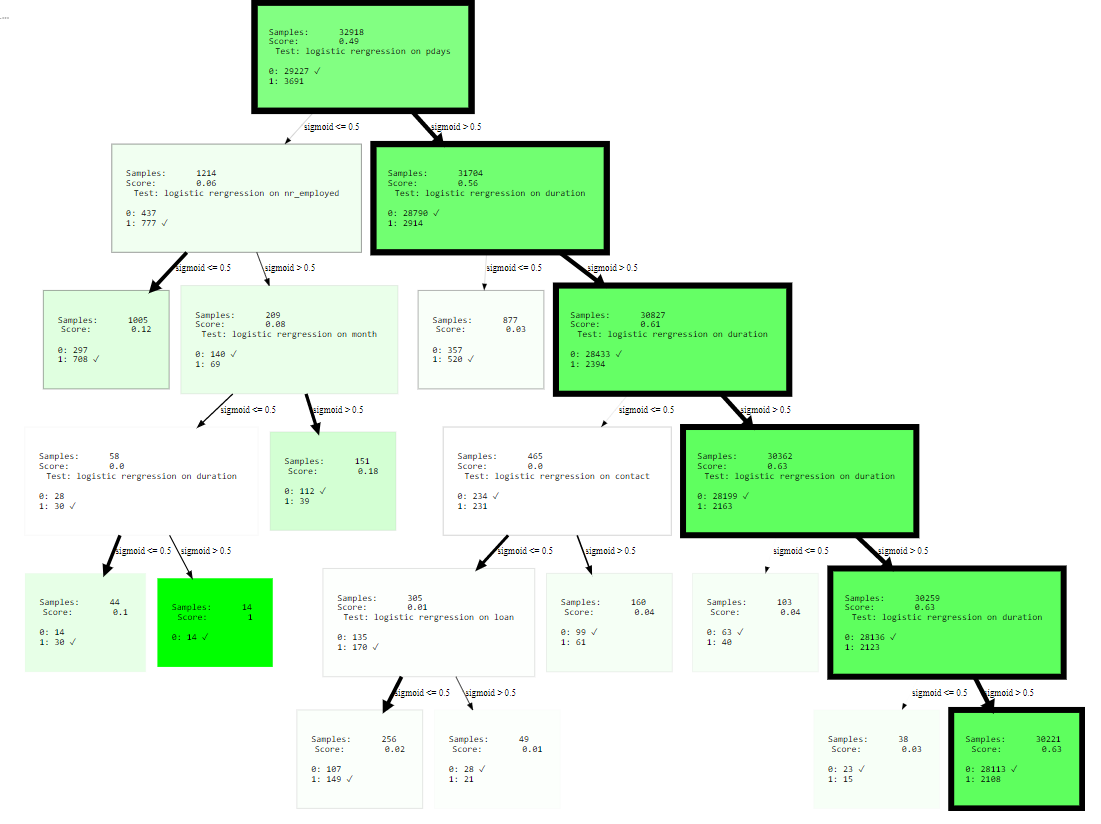 ...
Samples: 32918
Score: 0.49
Test: logistic rergression on pdays
0: 29227 ✓
1: 3691
sigmoid <= 0.5
sigmoid > 0.5
Samples: 1214
Score: 0.06
Test: logistic rergression on nr_employed
0: 437
1: 777 ✓
Samples: 31704
Score: 0.56
Test: logistic rergression on duration
0: 28790 ✓
1: 2914
sigmoid <= 0.5
sigmoid > 0.5
sigmoid <= 0.5
sigmoid > 0.5
Samples: 1005
Score: 0.12
0: 297
1: 708 ✓
Samples: 209
Score: 0.08
Test: logistic rergression on month
0: 140 ✓
1: 69
Samples: 877
Score: 0.03
0: 357
1: 520 ✓
Samples: 30827
Score: 0.61
Test: logistic rergression on duration
0: 28433 ✓
1: 2394
sigmoid <= 0.5
sigmoid > 0.5
sigmoid <= 0.5
sigmoid > 0.5
Samples: 58
Score: 0.0
Test: logistic rergression on duration
0: 28
1: 30 ✓
Samples: 151
Score: 0.18
0: 112 ✓
1: 39
Samples: 465
Score: 0.0
Test: logistic rergression on contact
0: 234 ✓
1: 231
Samples: 30362
Score: 0.63
Test: logistic rergression on duration
0: 28199 ✓
1: 2163
sigmoid <= 0.5
sigmoid > 0.5
sigmoid <= 0.5
sigmoid > 0.5
sigmoid <= 0.5
sigmoid > 0.5
Samples: 44
Score: 0.1
0: 14
1: 30 ✓
Samples: 14
Score: 1
0: 14 ✓
Samples: 305
Score: 0.01
Test: logistic rergression on loan
0: 135
1: 170 ✓
Samples: 160
Score: 0.04
0: 99 ✓
1: 61
Samples: 103
Score: 0.04
0: 63 ✓
1: 40
Samples: 30259
Score: 0.63
Test: logistic rergression on duration
0: 28136 ✓
1: 2123
sigmoid <= 0.5
sigmoid > 0.5
sigmoid <= 0.5
sigmoid > 0.5
Samples: 256
Score: 0.02
0: 107
1: 149 ✓
Samples: 49
Score: 0.01
0: 28 ✓
1: 21
Samples: 38
Score: 0.03
0: 23 ✓
1: 15
Samples: 30221
Score: 0.63
0: 28113 ✓
1: 2108